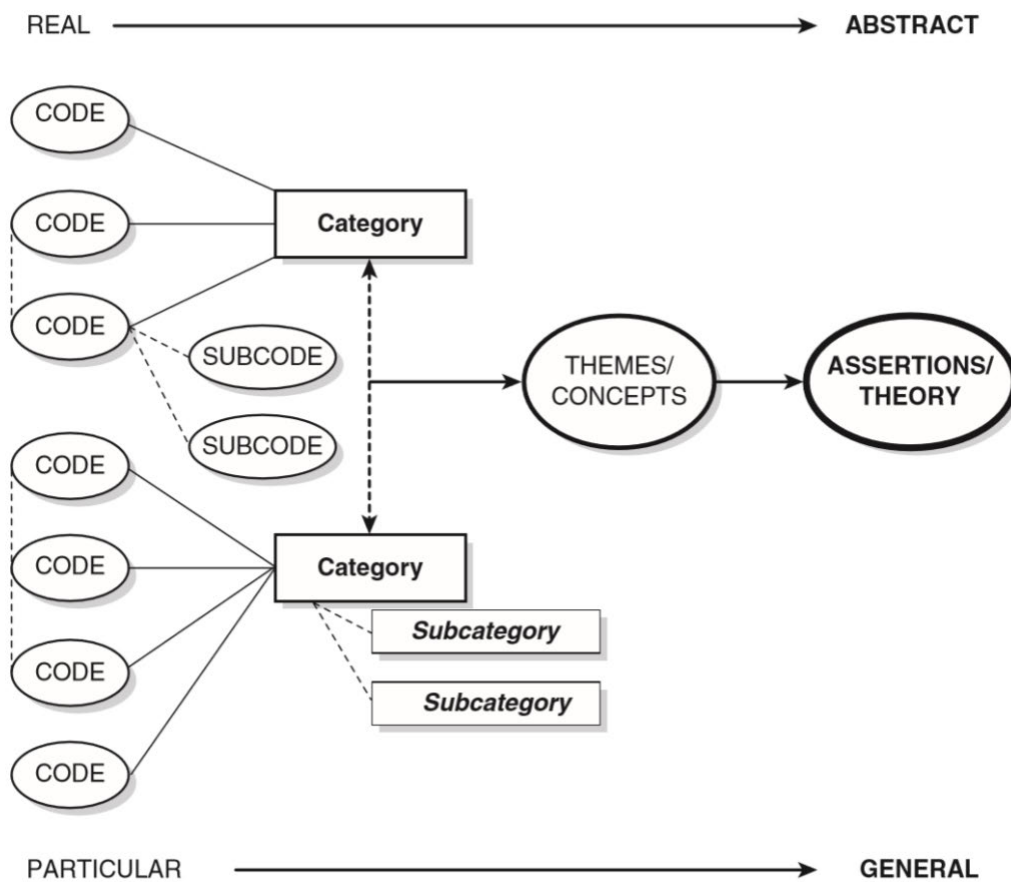 REAL
ABSTRACT
CODE
CODE
Category
CODE
SUBCODE
THEMES/
CONCEPTS
ASSERTIONS/
THEORY
SUBCODE
CODE
CODE
Category
Subcategory
CODE
Subcategory
CODE
PARTICULAR
GENERAL